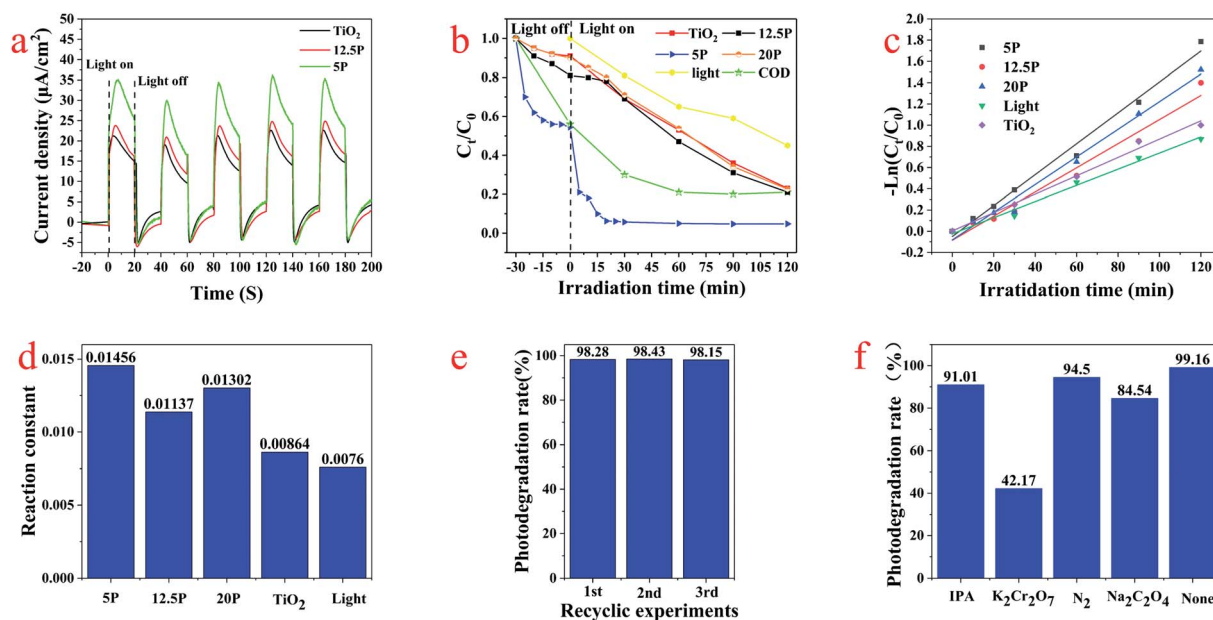 a
TiO2
12.5P
5P
Light on
Light off
Current density (μA/cm2)
50
45
40
35
30
25
20
15
10
5
0
-5
-20 0 20 40 60 80 100 120 140 160 180 200
Time (S)
b
Light off
Light on
TiO2
12.5P
5P
20P
light
COD
Ct/C0
1.0
0.8
0.6
0.4
0.2
0.0
-30 -15 0 15 30 45 60 75 90 105 120
Irradiation time (min)
c
5P
12.5P
20P
Light
TiO2
-Ln(Ct/C0)
2.0
1.8
1.6
1.4
1.2
1.0
0.8
0.6
0.4
0.2
0.0
-0.2
0 20 40 60 80 100 120
Irratidation time (min)
d
Reaction constant
0.015
0.010
0.005
0.000
0.01456
0.01137
0.01302
0.00864
0.0076
5P 12.5P 20P TiO2 Light
e
Photodegradation rate(%)
100
80
60
40
20
0
98.28 98.43 98.15
1st 2nd 3rd
Recyclic experiments
f
Photodegradation rate (%)
100
80
60
40
20
0
91.01
42.17
94.5
84.54
99.16
IPA K2Cr2O7 N2 Na2C2O4 None